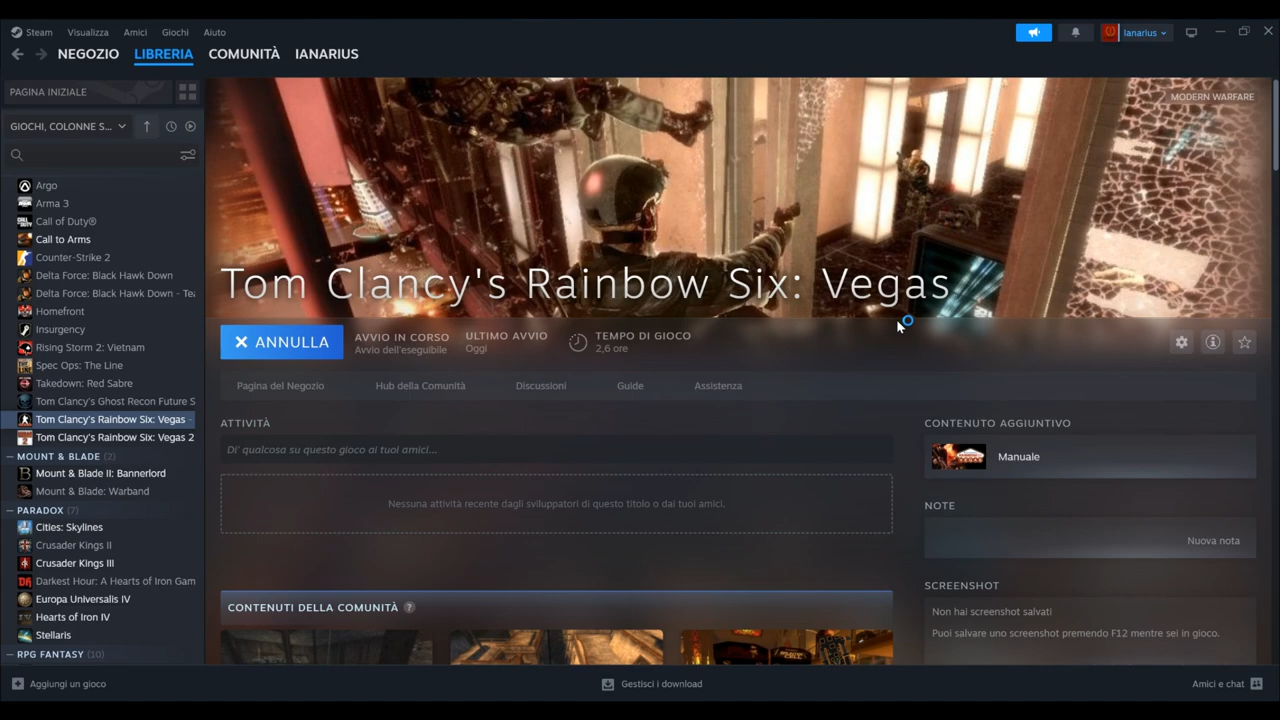 Steam Visualizza Amici Giochi Aiuto Ianarius
NEGOZIO LIBRERIA COMUNITÀ IANARIUS
PAGINA INIZIALE
GIOCHI, COLONNE S...
Argo
Arma 3
Call of Duty®
Call to Arms
Counter-Strike 2
Delta Force: Black Hawk Down
Delta Force: Black Hawk Down - Tea
Homefront
Insurgency
Rising Storm 2: Vietnam
Spec Ops: The Line
Takedown: Red Sabre
Tom Clancy's Ghost Recon Future S
Tom Clancy's Rainbow Six: Vegas -
Tom Clancy's Rainbow Six: Vegas 2
— MOUNT & BLADE (2)
Mount & Blade II: Bannerlord
Mount & Blade: Warband
— PARADOX (7)
Cities: Skylines
Crusader Kings II
Crusader Kings III
Darkest Hour: A Hearts of Iron Gam
Europa Universalis IV
Hearts of Iron IV
Stellaris
— RPG FANTASY (10)
MODERN WARFARE
Tom Clancy's Rainbow Six: Vegas
ANNULLA
AVVIO IN CORSO
Avvio dell'eseguibile
ULTIMO AVVIO
Oggi
TEMPO DI GIOCO
2,6 ore
Pagina del Negozio Hub della Comunità Discussioni Guide Assistenza
ATTIVITÀ
Di' qualcosa su questo gioco ai tuoi amici...
Nessuna attività recente dagli sviluppatori di questo titolo o dai tuoi amici.
CONTENUTI DELLA COMUNITÀ ?
CONTENUTO AGGIUNTIVO
Manuale
NOTE
Nuova nota
SCREENSHOT
Non hai screenshot salvati
Puoi salvare uno screenshot premendo F12 mentre sei in gioco.
Aggiungi un gioco Gestisci i download Amici e chat